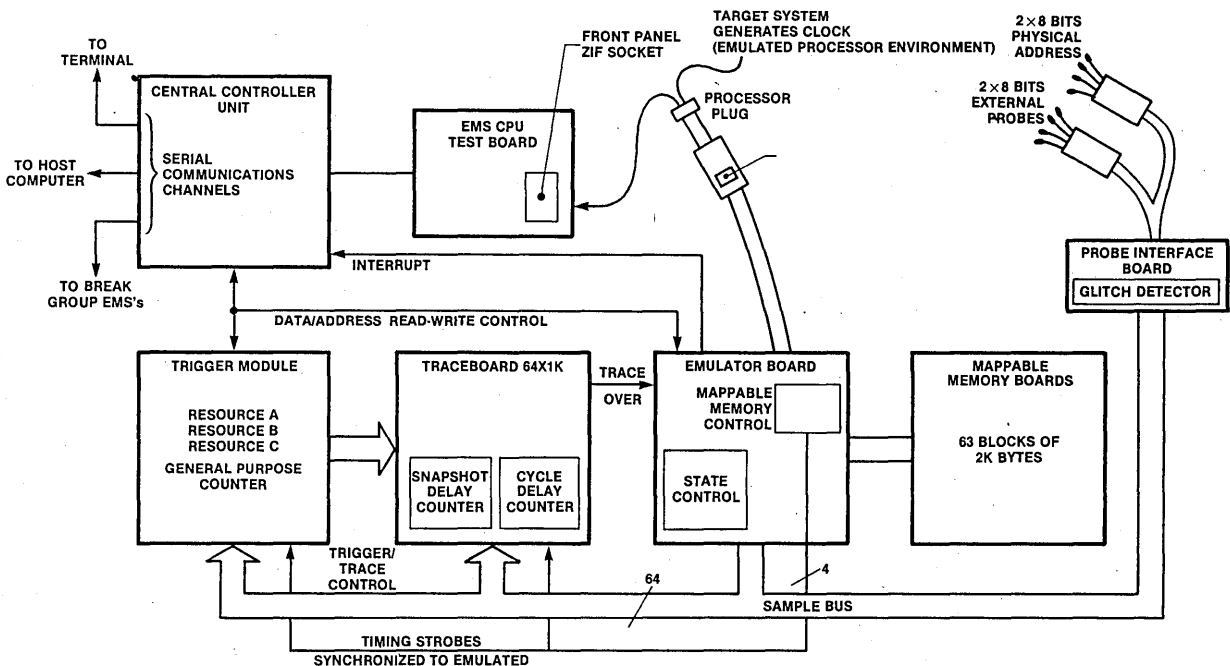 TO
TERMINAL
CENTRAL CONTROLLER
UNIT
TO HOST
COMPUTER
SERIAL
COMMUNICATIONS
CHANNELS
TO BREAK
GROUP EMS's
FRONT PANEL
ZIF SOCKET
EMS CPU
TEST BOARD
TARGET SYSTEM
GENERATES CLOCK
(EMULATED PROCESSOR ENVIRONMENT)
PROCESSOR
PLUG
2×8 BITS
PHYSICAL
ADDRESS
2×8 BITS
EXTERNAL
PROBES
PROBE INTERFACE
BOARD
GLITCH DETECTOR
INTERRUPT
DATA/ADDRESS READ-WRITE CONTROL
TRIGGER MODULE
RESOURCE A
RESOURCE B
RESOURCE C
GENERAL PURPOSE
COUNTER
TRACEBOARD 64X1K
SNAPSHOT
DELAY
COUNTER
CYCLE
DELAY
COUNTER
TRACE
OVER
EMULATOR BOARD
MAPPABLE
MEMORY
CONTROL
STATE
CONTROL
MAPPABLE
MEMORY BOARDS
63 BLOCKS OF
2K BYTES
TRIGGER/
TRACE
CONTROL
64
4
SAMPLE BUS
TIMING STROBES
SYNCHRONIZED TO EMULATED